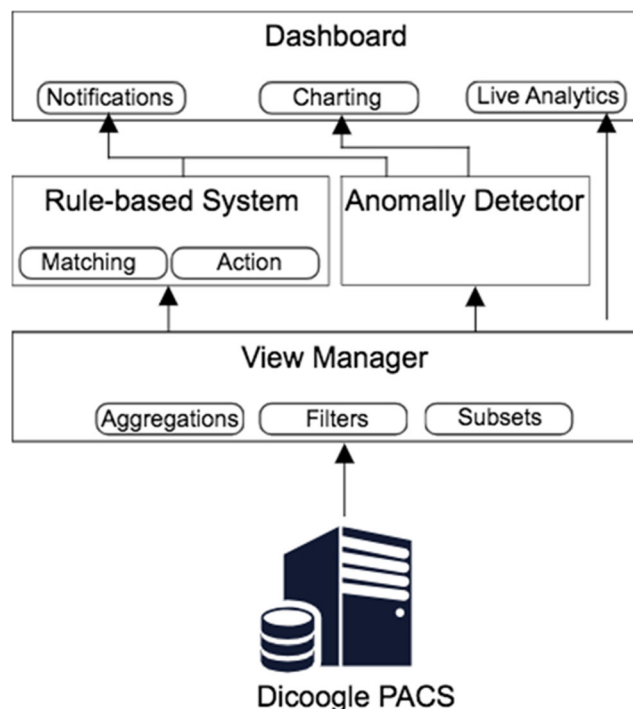 Dashboard
Notifications
Charting
Live Analytics
Rule-based System
Anomally Detector
Matching
Action
View Manager
Aggregations
Filters
Subsets
Dicoogle PACS